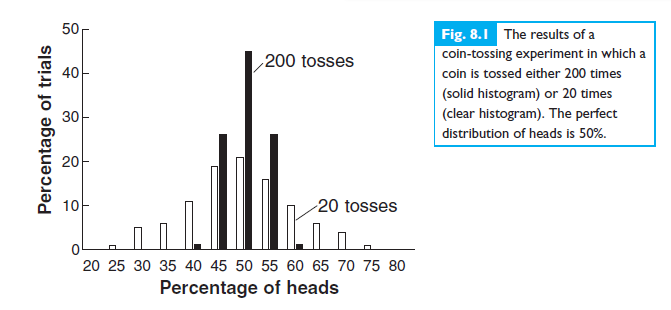 50
40
30
20
10
0
Percentage of trials
200 tosses
20 tosses
20 25 30 35 40 45 50 55 60 65 70 75 80
Percentage of heads
Fig. 8.1 The results of a
coin-tossing experiment in which a
coin is tossed either 200 times
(solid histogram) or 20 times
(clear histogram). The perfect
distribution of heads is 50%.